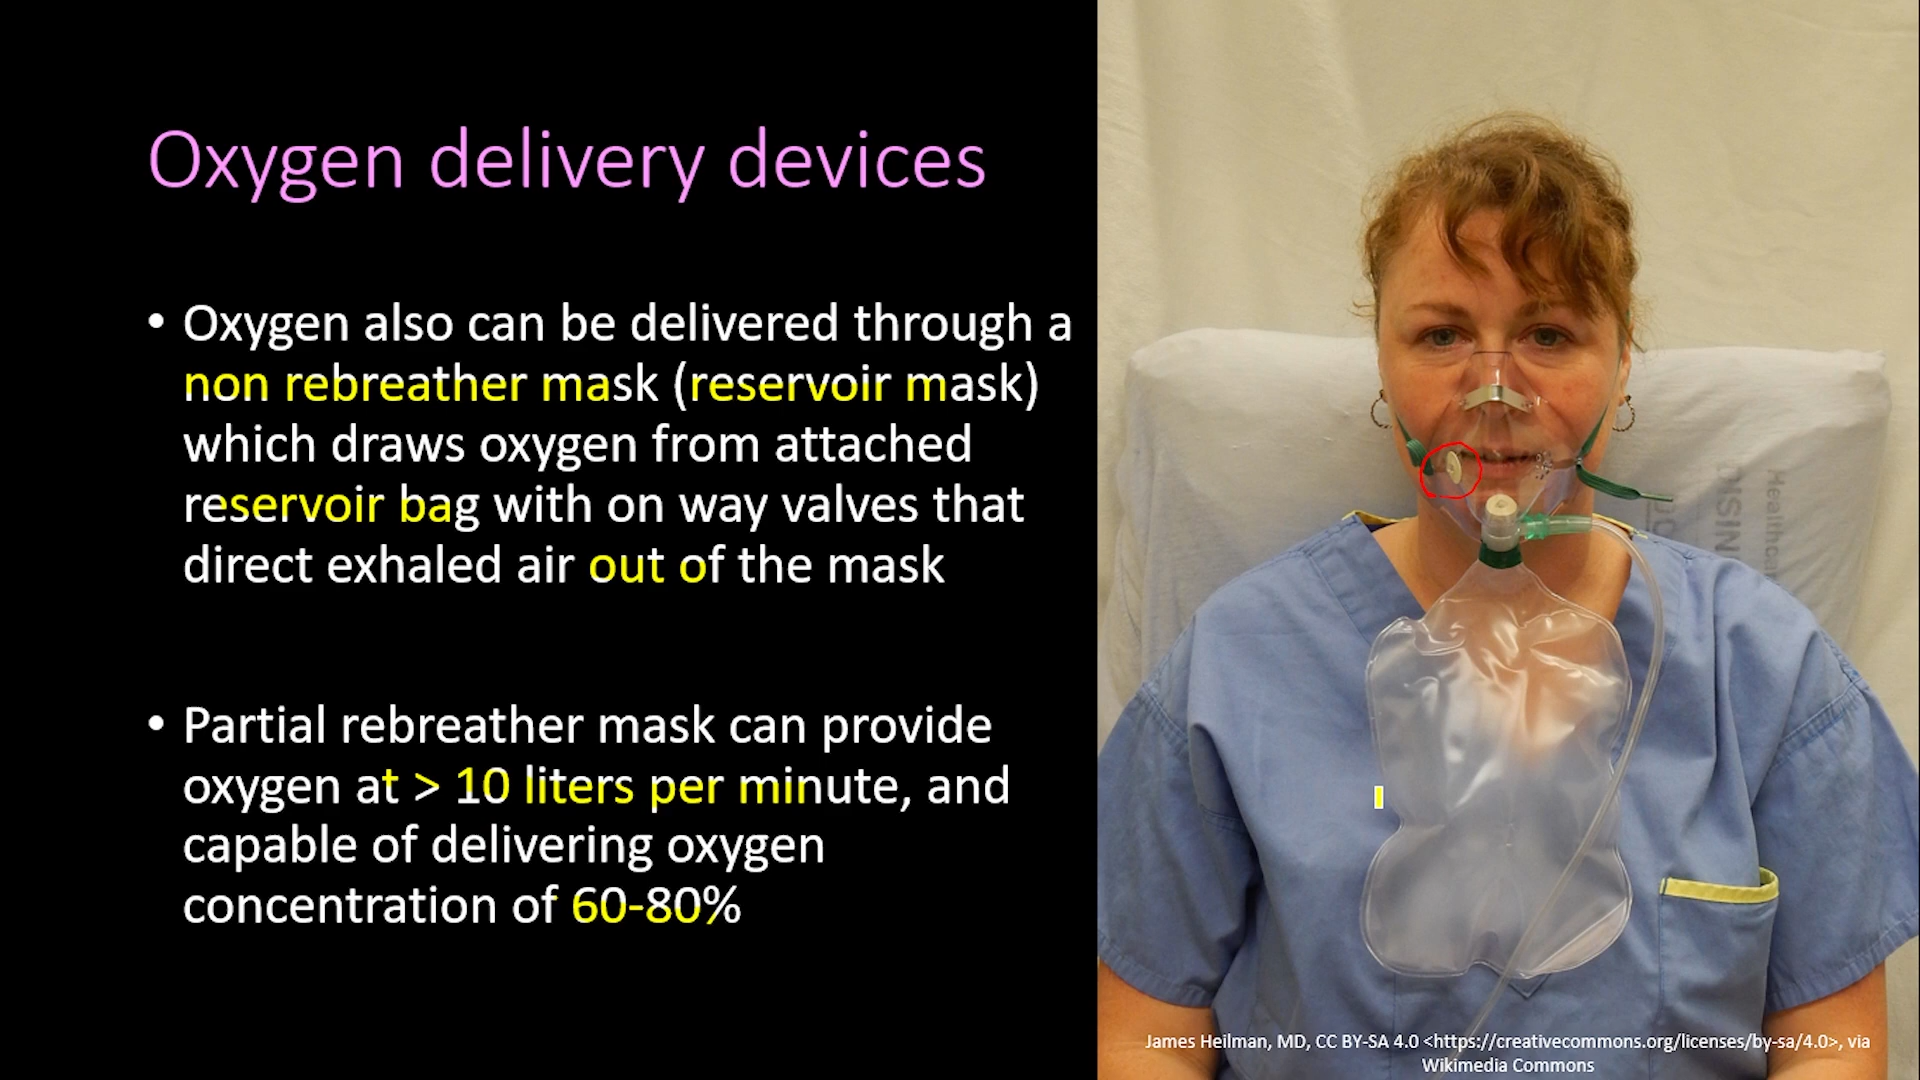 Oxygen delivery devices
• Oxygen also can be delivered through a
non rebreather mask (reservoir mask)
which draws oxygen from attached
reservoir bag with on way valves that
direct exhaled air out of the mask
• Partial rebreather mask can provide
oxygen at > 10 liters per minute, and
capable of delivering oxygen
concentration of 60-80%
Healthcar
James Heilman, MD, CC BY-SA 4.0 <https://creativecommons.org/licenses/by-sa/4.0>, via
Wikimedia Commons